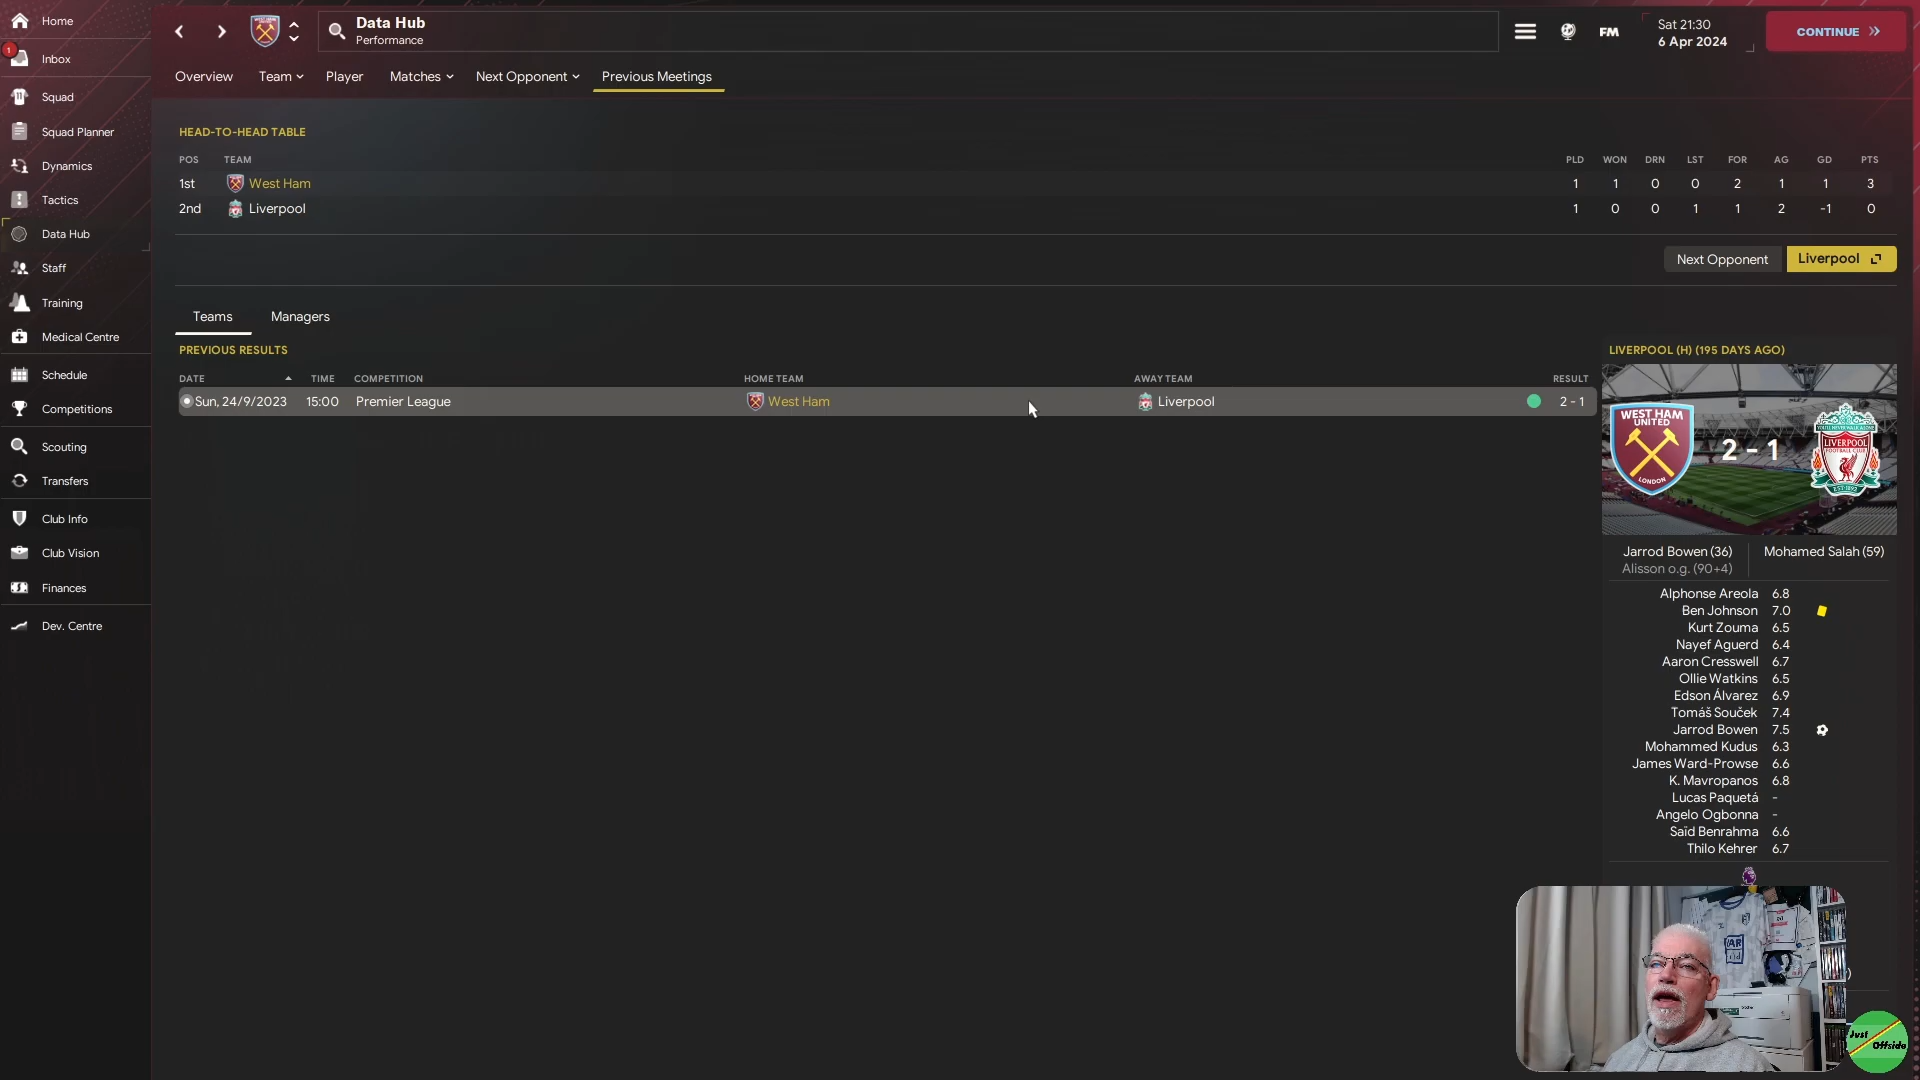 Home
1
Inbox
Squad
Squad Planner
Dynamics
Tactics
Data Hub
Staff
Training
Medical Centre
Schedule
Competitions
Scouting
Transfers
Club Info
Club Vision
Finances
Dev. Centre
Data Hub
Performance
FM
Sat 21:30
6 Apr 2024
CONTINUE
Overview Team Player Matches Next Opponent Previous Meetings
HEAD-TO-HEAD TABLE
POS TEAM PLD WON DRN LST FOR AG GD PTS
1st West Ham 1 1 0 0 2 1 1 3
2nd Liverpool 1 0 0 1 1 2 -1 0
Next Opponent Liverpool
Teams Managers
PREVIOUS RESULTS
DATE TIME COMPETITION HOME TEAM AWAY TEAM RESULT
Sun, 24/9/2023 15:00 Premier League West Ham Liverpool 2 - 1
LIVERPOOL (H) (195 DAYS AGO)
WEST HAM
UNITED
LONDON
2 - 1
LIVERPOOL
FOOTBALL CLUB
EST·1892
Jarrod Bowen (36) Mohamed Salah (59)
Alisson o.g. (90+4)
Alphonse Areola 6.8
Ben Johnson 7.0
Kurt Zouma 6.5
Nayef Aguerd 6.4
Aaron Cresswell 6.7
Ollie Watkins 6.5
Edson Álvarez 6.9
Tomáš Souček 7.4
Jarrod Bowen 7.5
Mohammed Kudus 6.3
James Ward-Prowse 6.6
K. Mavropanos 6.8
Lucas Paquetá -
Angelo Ogbonna -
Saïd Benrahma 6.6
Thilo Kehrer 6.7
)
Just
Offside